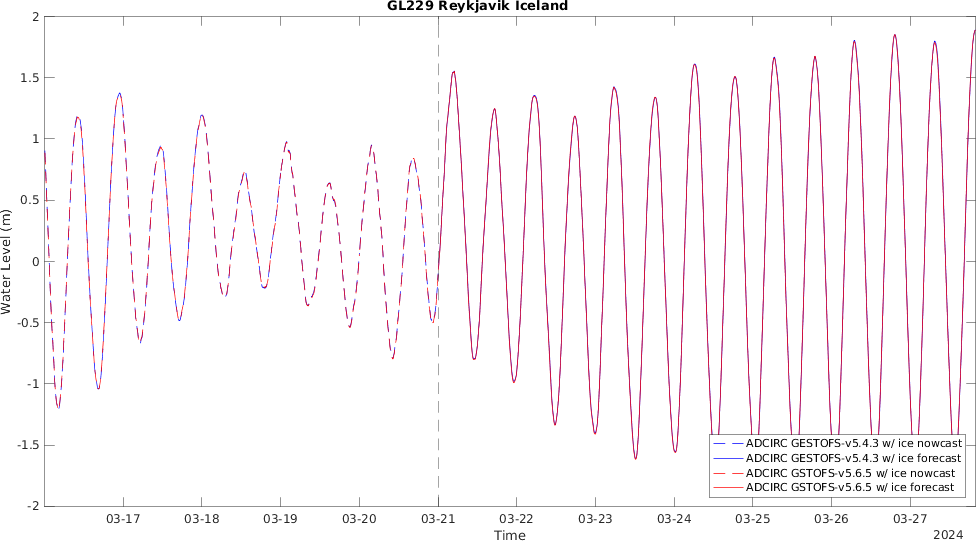 GL229 Reykjavik Iceland
2
1.5
1
0.5
0
-0.5
-1
-1.5
-2
Water Level (m)
ADCIRC GESTOFS-v5.4.3 w/ ice nowcast
ADCIRC GESTOFS-v5.4.3 w/ ice forecast
ADCIRC GSTOFS-v5.6.5 w/ ice nowcast
ADCIRC GSTOFS-v5.6.5 w/ ice forecast
03-17 03-18 03-19 03-20 03-21 03-22 03-23 03-24 03-25 03-26 03-27
Time
2024